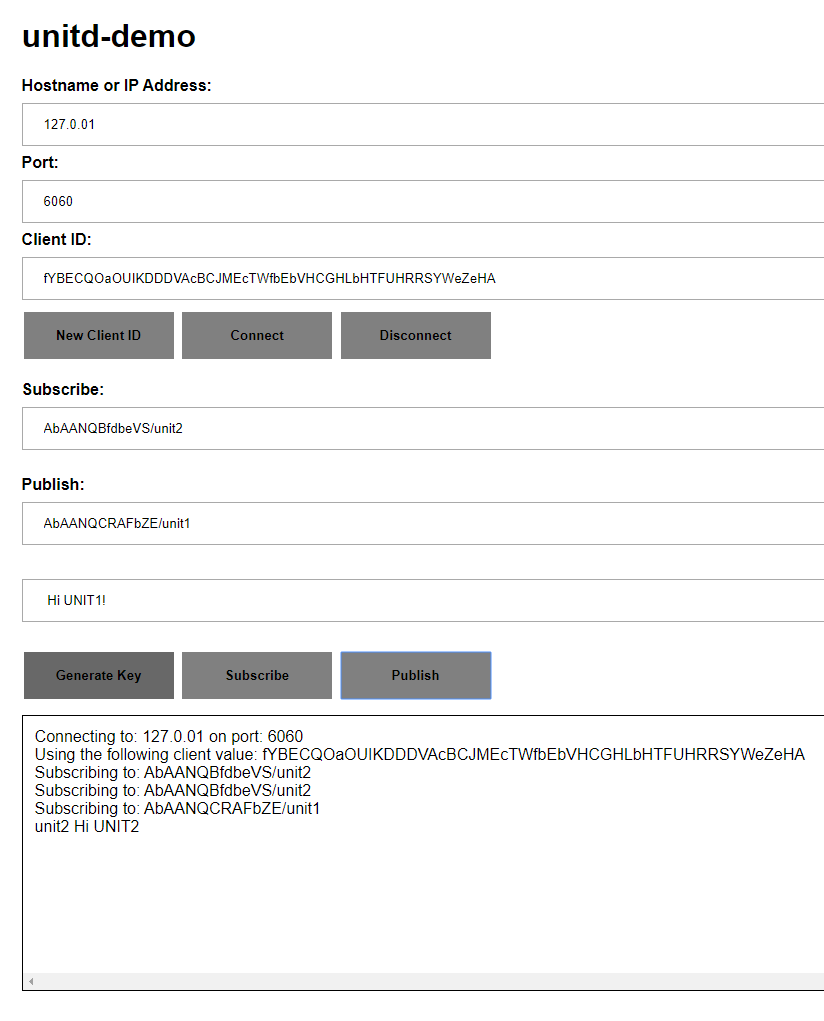 unitd-demo
Hostname or IP Address:
127.0.01
Port:
6060
Client ID:
fYBECQOaOUIKDDDVAcBCJMEcTWfbEbVHCGHLbHTFUHRRSYWeZeHA
New Client ID Connect Disconnect
Subscribe:
AbAANQBfdbeVS/unit2
Publish:
AbAANQCRAFbZE/unit1
Hi UNIT1!
Generate Key Subscribe Publish
Connecting to: 127.0.01 on port: 6060
Using the following client value: fYBECQOaOUIKDDDVAcBCJMEcTWfbEbVHCGHLbHTFUHRRSYWeZeHA
Subscribing to: AbAANQBfdbeVS/unit2
Subscribing to: AbAANQBfdbeVS/unit2
Subscribing to: AbAANQCRAFbZE/unit1
unit2 Hi UNIT2